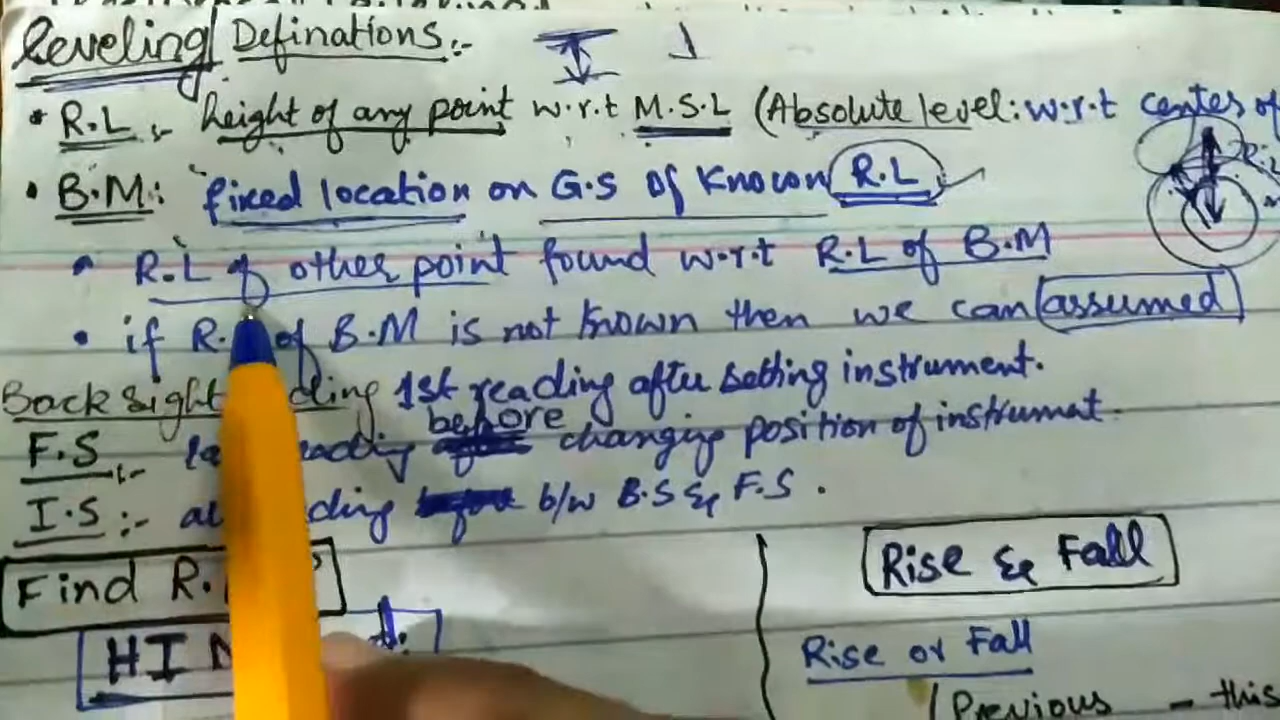 Leveling Definations:-
• R.L :- height of any point w.r.t M.S.L (Absolute level: w.r.t center of
• B.M: fixed location on G.S of Known R.L
• R.L of other point found w.r.t R.L of B.M
• if R. of B.M is not known then we can assumed
Back Sight 1st reading after setting instrument.
before
F.S :- changing position of instrumat.
I.S :- b/w B.S & F.S .
Find R.
Rise & Fall
HI
Rise or Fall
(Previous - this